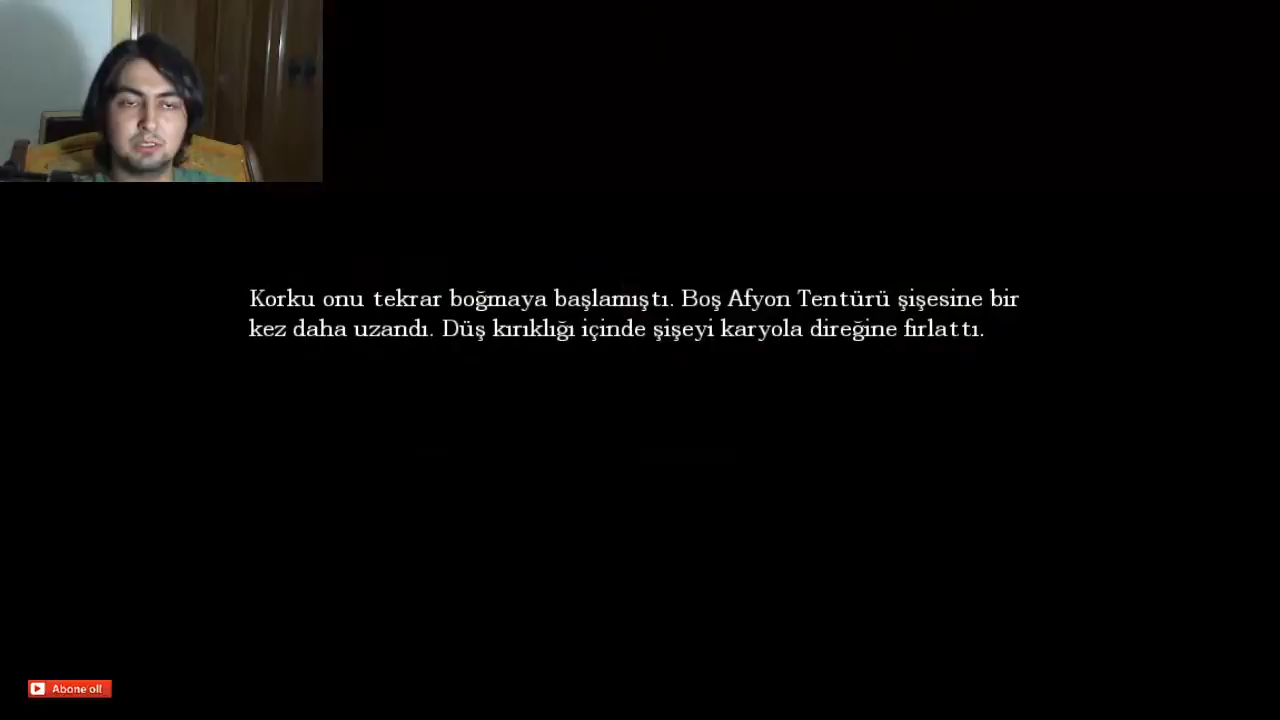 Korku onu tekrar boğmaya başlamıştı. Boş Afyon Tentürü şişesine bir
kez daha uzandı. Düş kırıklığı içinde şişeyi karyola direğine fırlattı.
Abone ol!